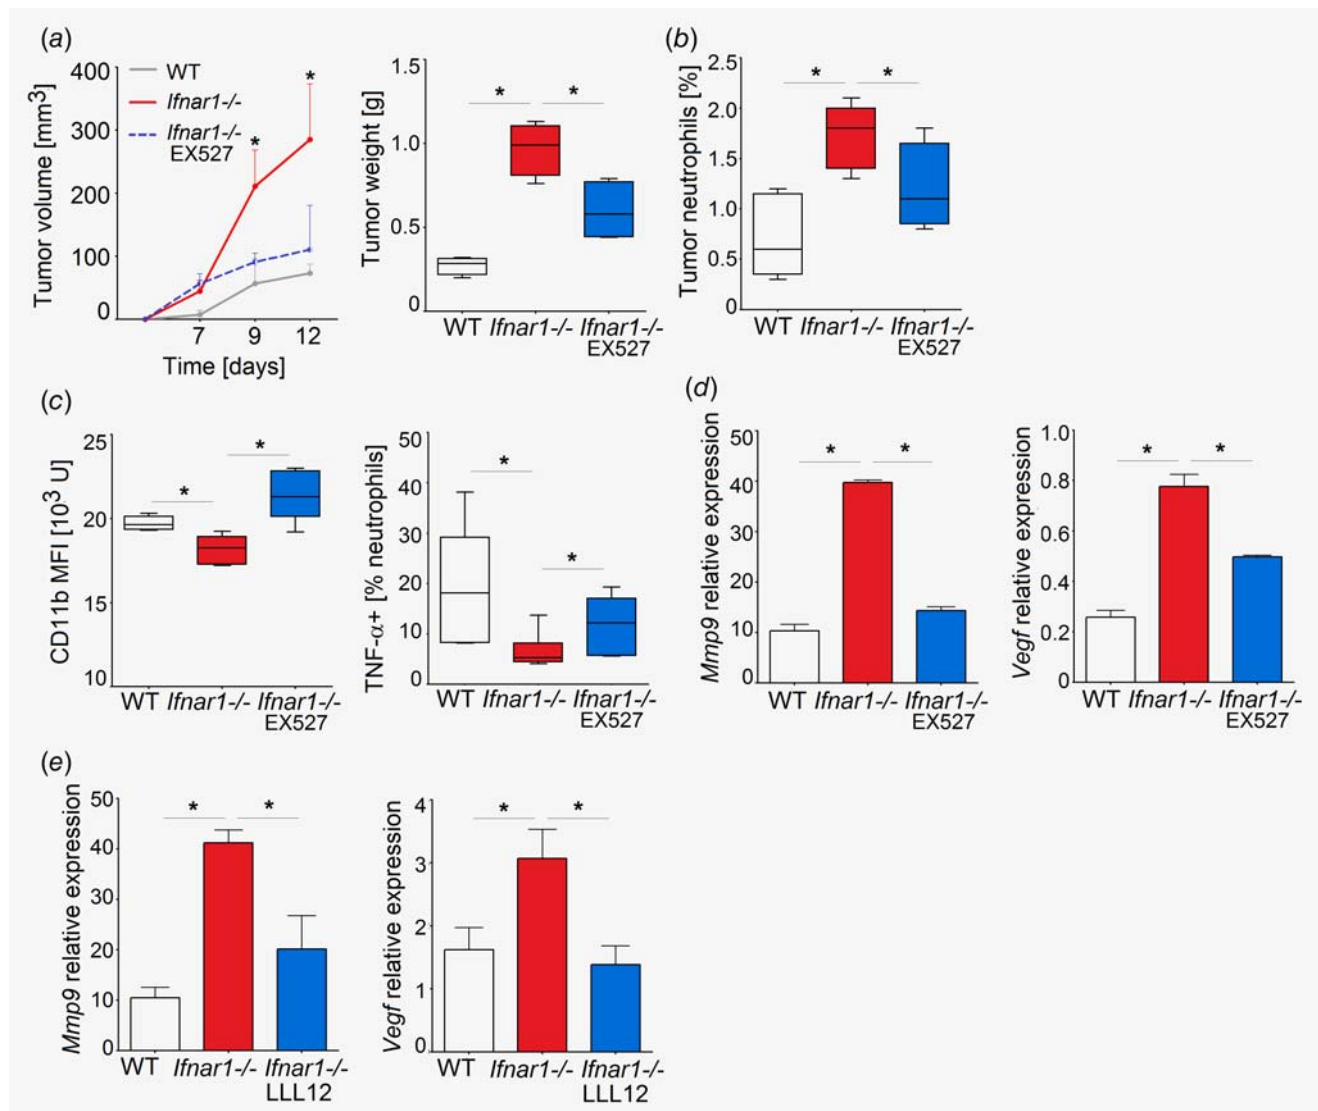 (a)
WT
Ifnar1-/-
Ifnar1-/-
EX527
Tumor volume [mm3]
400
300
200
100
0
7 9 12
Time [days]
* *
Tumor weight [g]
1.5
1.0
0.5
0
* *
WT Ifnar1-/- Ifnar1-/-
EX527
(b)
Tumor neutrophils [%]
2.5
2.0
1.5
1.0
0.5
0
* *
WT Ifnar1-/- Ifnar1-/-
EX527
(c)
CD11b MFI [103 U]
25
20
15
10
* *
WT Ifnar1-/- Ifnar1-/-
EX527
TNF-α+ [% neutrophils]
50
40
30
20
10
0
* *
WT Ifnar1-/- Ifnar1-/-
EX527
(d)
Mmp9 relative expression
50
40
30
20
10
0
* *
WT Ifnar1-/- Ifnar1-/-
EX527
Vegf relative expression
1.0
0.8
0.6
0.4
0.2
0
* *
WT Ifnar1-/- Ifnar1-/-
EX527
(e)
Mmp9 relative expression
50
40
30
20
10
0
* *
WT Ifnar1-/- Ifnar1-/-
LLL12
Vegf relative expression
4
3
2
1
0
* *
WT Ifnar1-/- Ifnar1-/-
LLL12